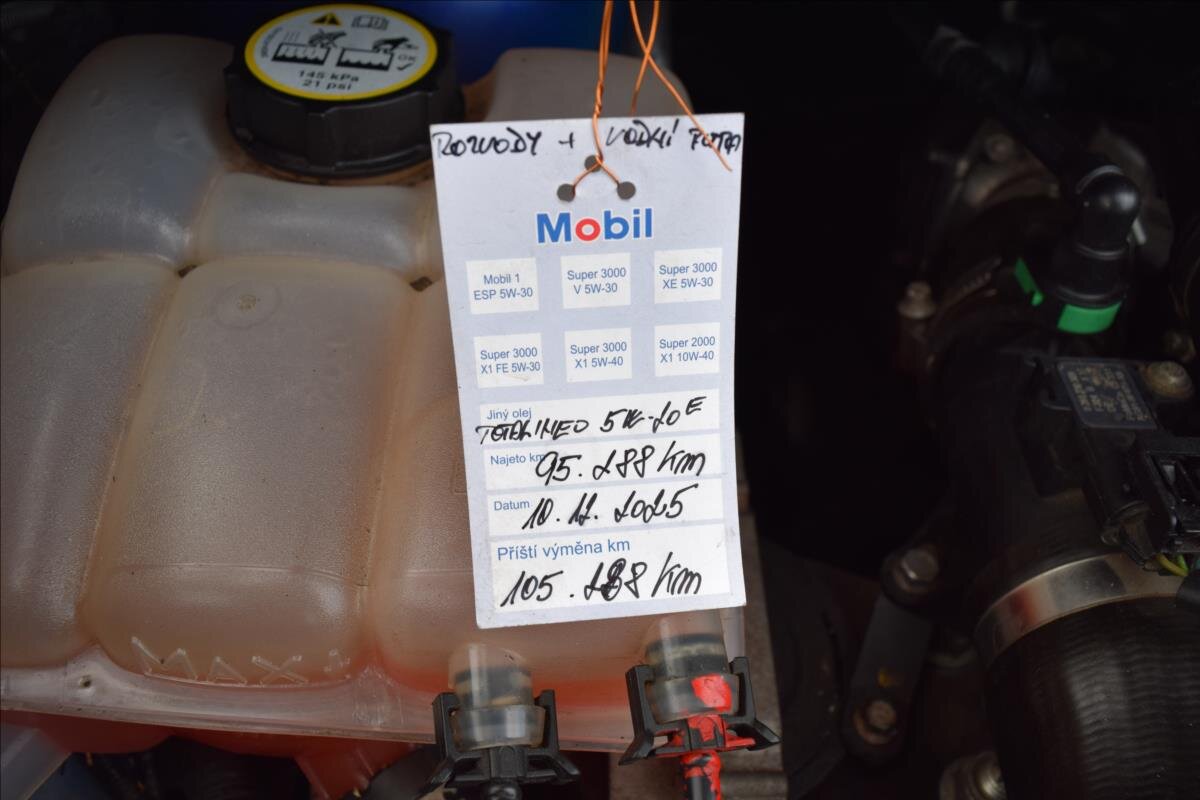 145 kPa
21 psi
OK
ROZVODY + VODNÍ
Mobil
Mobil 1
ESP 5W-30
Super 3000
V 5W-30
Super 3000
XE 5W-30
Super 3000
X1 FE 5W-30
Super 3000
X1 5W-40
Super 2000
X1 10W-40
Jiný olej
TOTAL INEO 5W-20E
Najeto km
95.288 km
Datum
10.12.2025
Příští výměna km
105.288 km
MAX